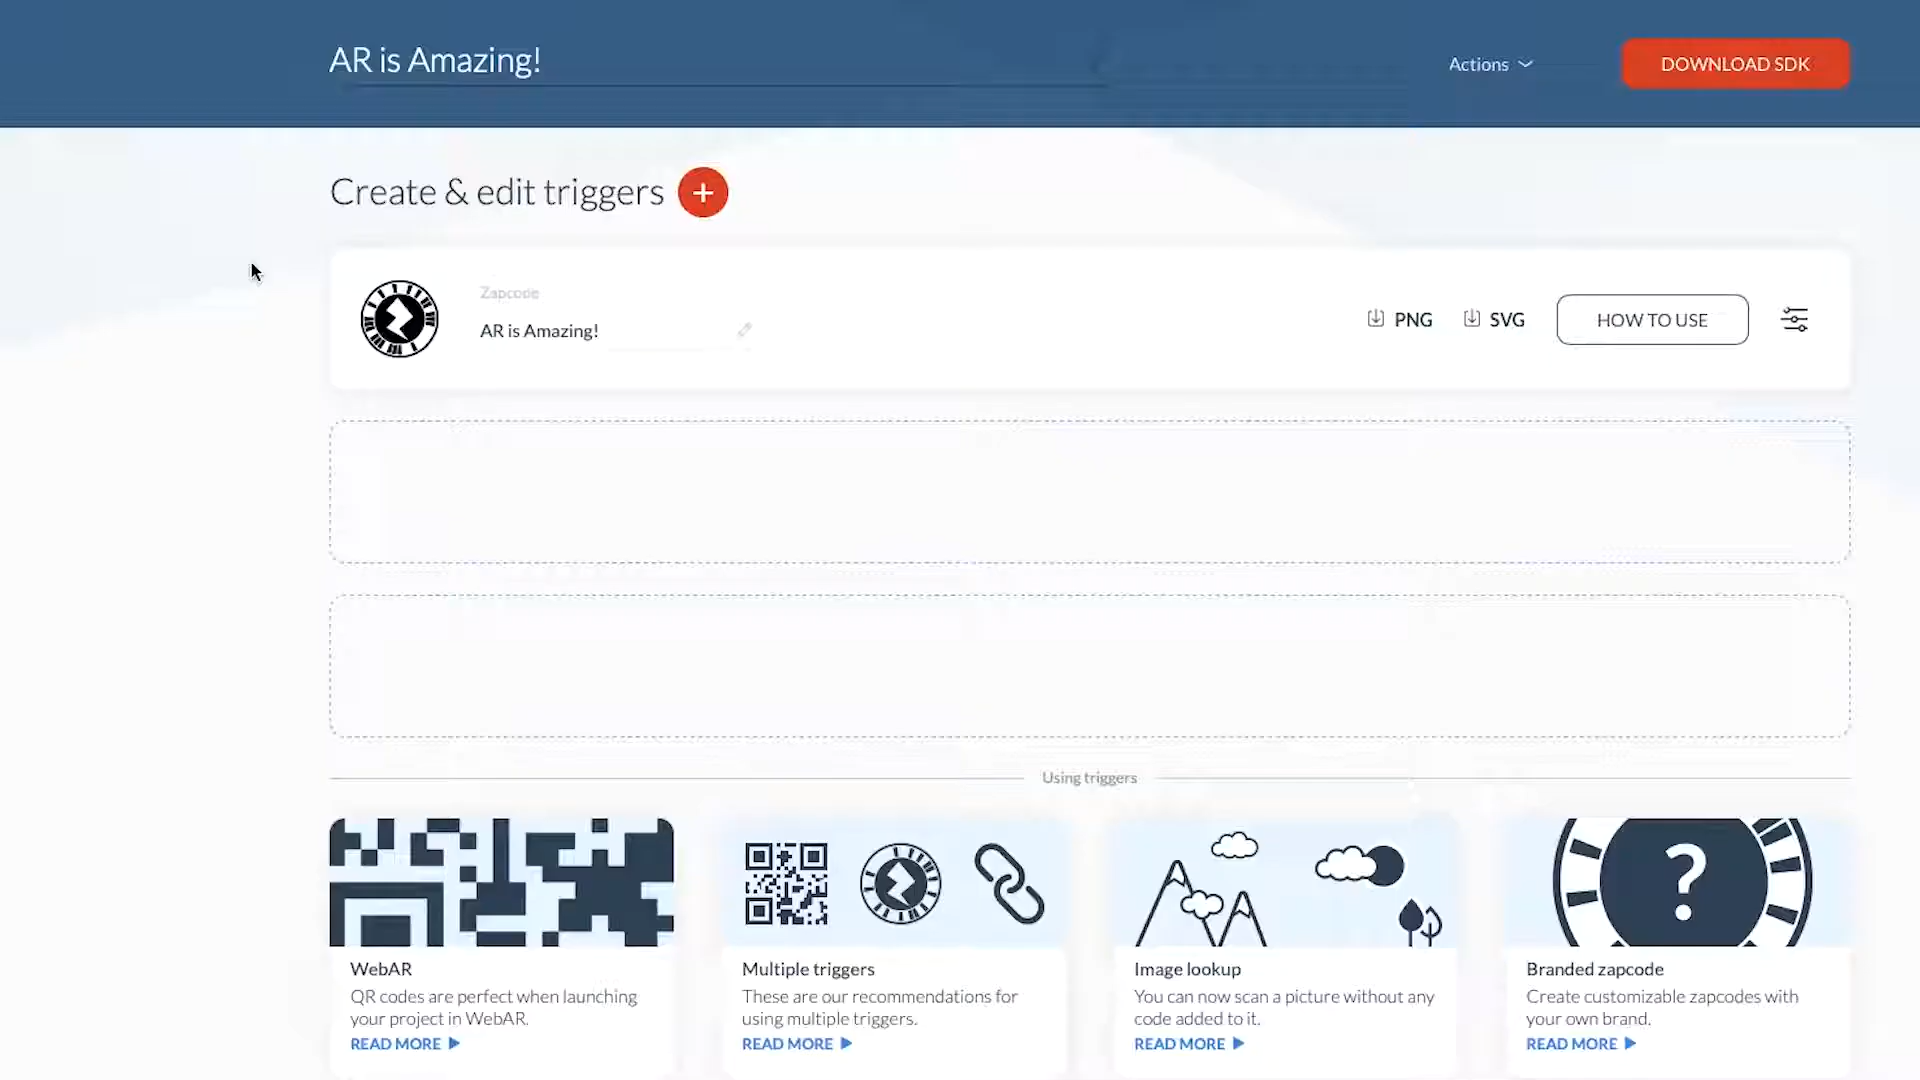 AR is Amazing!
Actions
DOWNLOAD SDK
Create & edit triggers
Zapcode
AR is Amazing!
PNG
SVG
HOW TO USE
Using triggers
WebAR
QR codes are perfect when launching
your project in WebAR.
READ MORE
Multiple triggers
These are our recommendations for
using multiple triggers.
READ MORE
Image lookup
You can now scan a picture without any
code added to it.
READ MORE
?
Branded zapcode
Create customizable zapcodes with
your own brand.
READ MORE